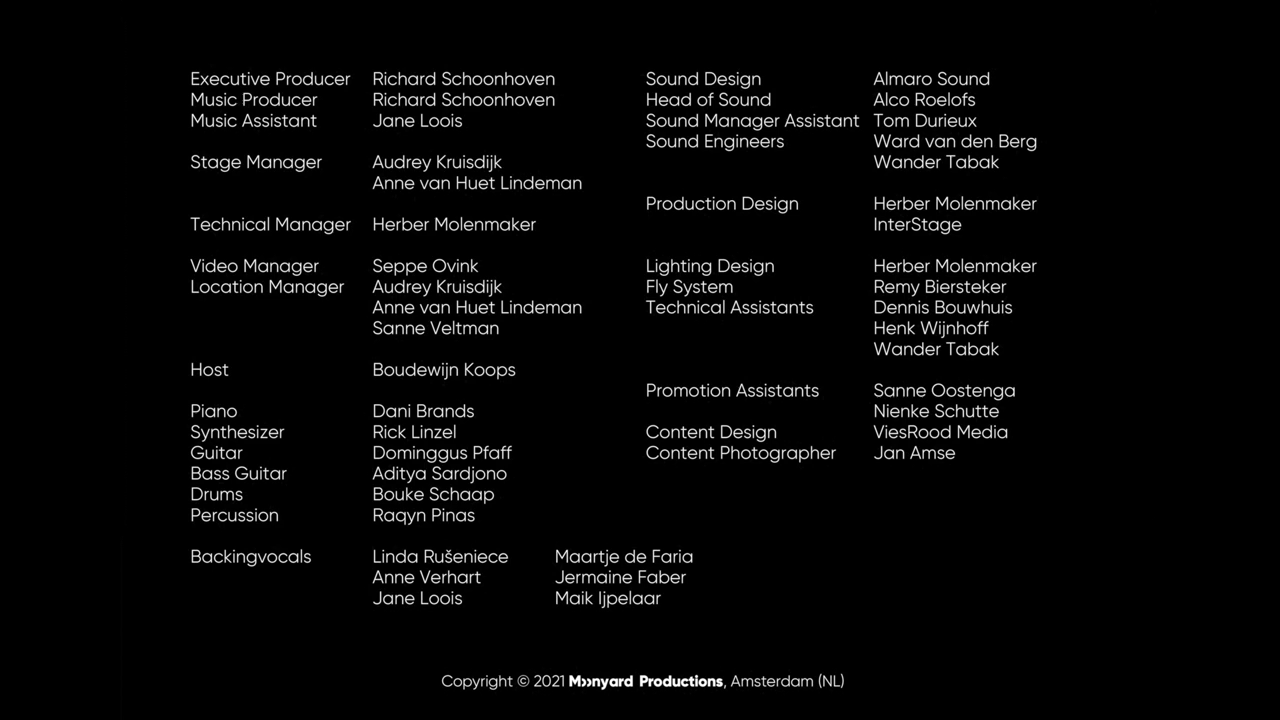 Executive Producer Richard Schoonhoven
Music Producer Richard Schoonhoven
Music Assistant Jane Loois
Stage Manager Audrey Kruisdijk
Anne van Huet Lindeman
Technical Manager Herber Molenmaker
Video Manager Seppe Ovink
Location Manager Audrey Kruisdijk
Anne van Huet Lindeman
Sanne Veltman
Host Boudewijn Koops
Piano Dani Brands
Synthesizer Rick Linzel
Guitar Dominggus Pfaff
Bass Guitar Aditya Sardjono
Drums Bouke Schaap
Percussion Raqyn Pinas
Backingvocals Linda Rušeniece Maartje de Faria
Anne Verhart Jermaine Faber
Jane Loois Maik Ijpelaar
Sound Design Almaro Sound
Head of Sound Alco Roelofs
Sound Manager Assistant Tom Durieux
Sound Engineers Ward van den Berg
Wander Tabak
Production Design Herber Molenmaker
InterStage
Lighting Design Herber Molenmaker
Fly System Remy Biersteker
Technical Assistants Dennis Bouwhuis
Henk Wijnhoff
Wander Tabak
Promotion Assistants Sanne Oostenga
Nienke Schutte
Content Design ViesRood Media
Content Photographer Jan Amse
Copyright © 2021 Moonyard Productions, Amsterdam (NL)